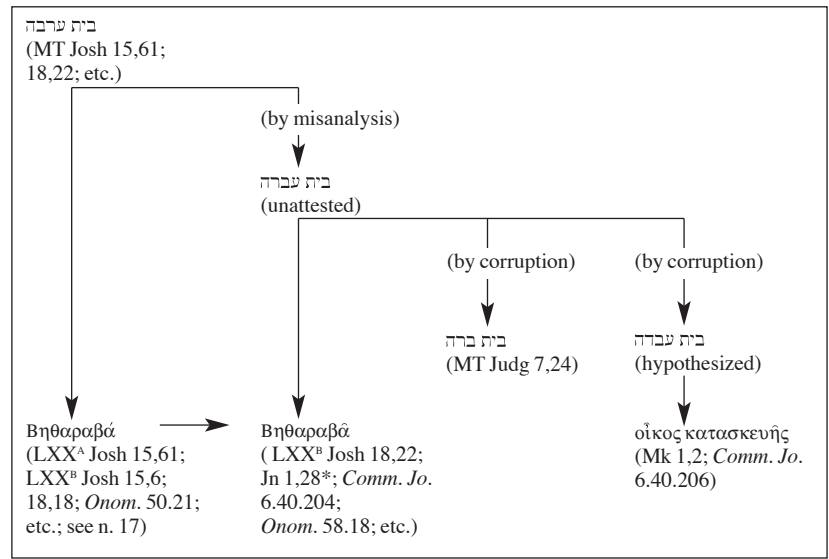 בית ערבה
(MT Josh 15,61;
18,22; etc.)
(by misanalysis)
בית עברה
(unattested)
(by corruption)
(by corruption)
בית ברה
(MT Judg 7,24)
בית עבדה
(hypothesized)
Βηθαραβά
(LXXᴬ Josh 15,61;
LXXᴮ Josh 15,6;
18,18; Onom. 50.21;
etc.; see n. 17)
Βηθαραβᾶ
( LXXᴮ Josh 18,22;
Jn 1,28*; Comm. Jo.
6.40.204;
Onom. 58.18; etc.)
οἶκος κατασκευῆς
(Mk 1,2; Comm. Jo.
6.40.206)